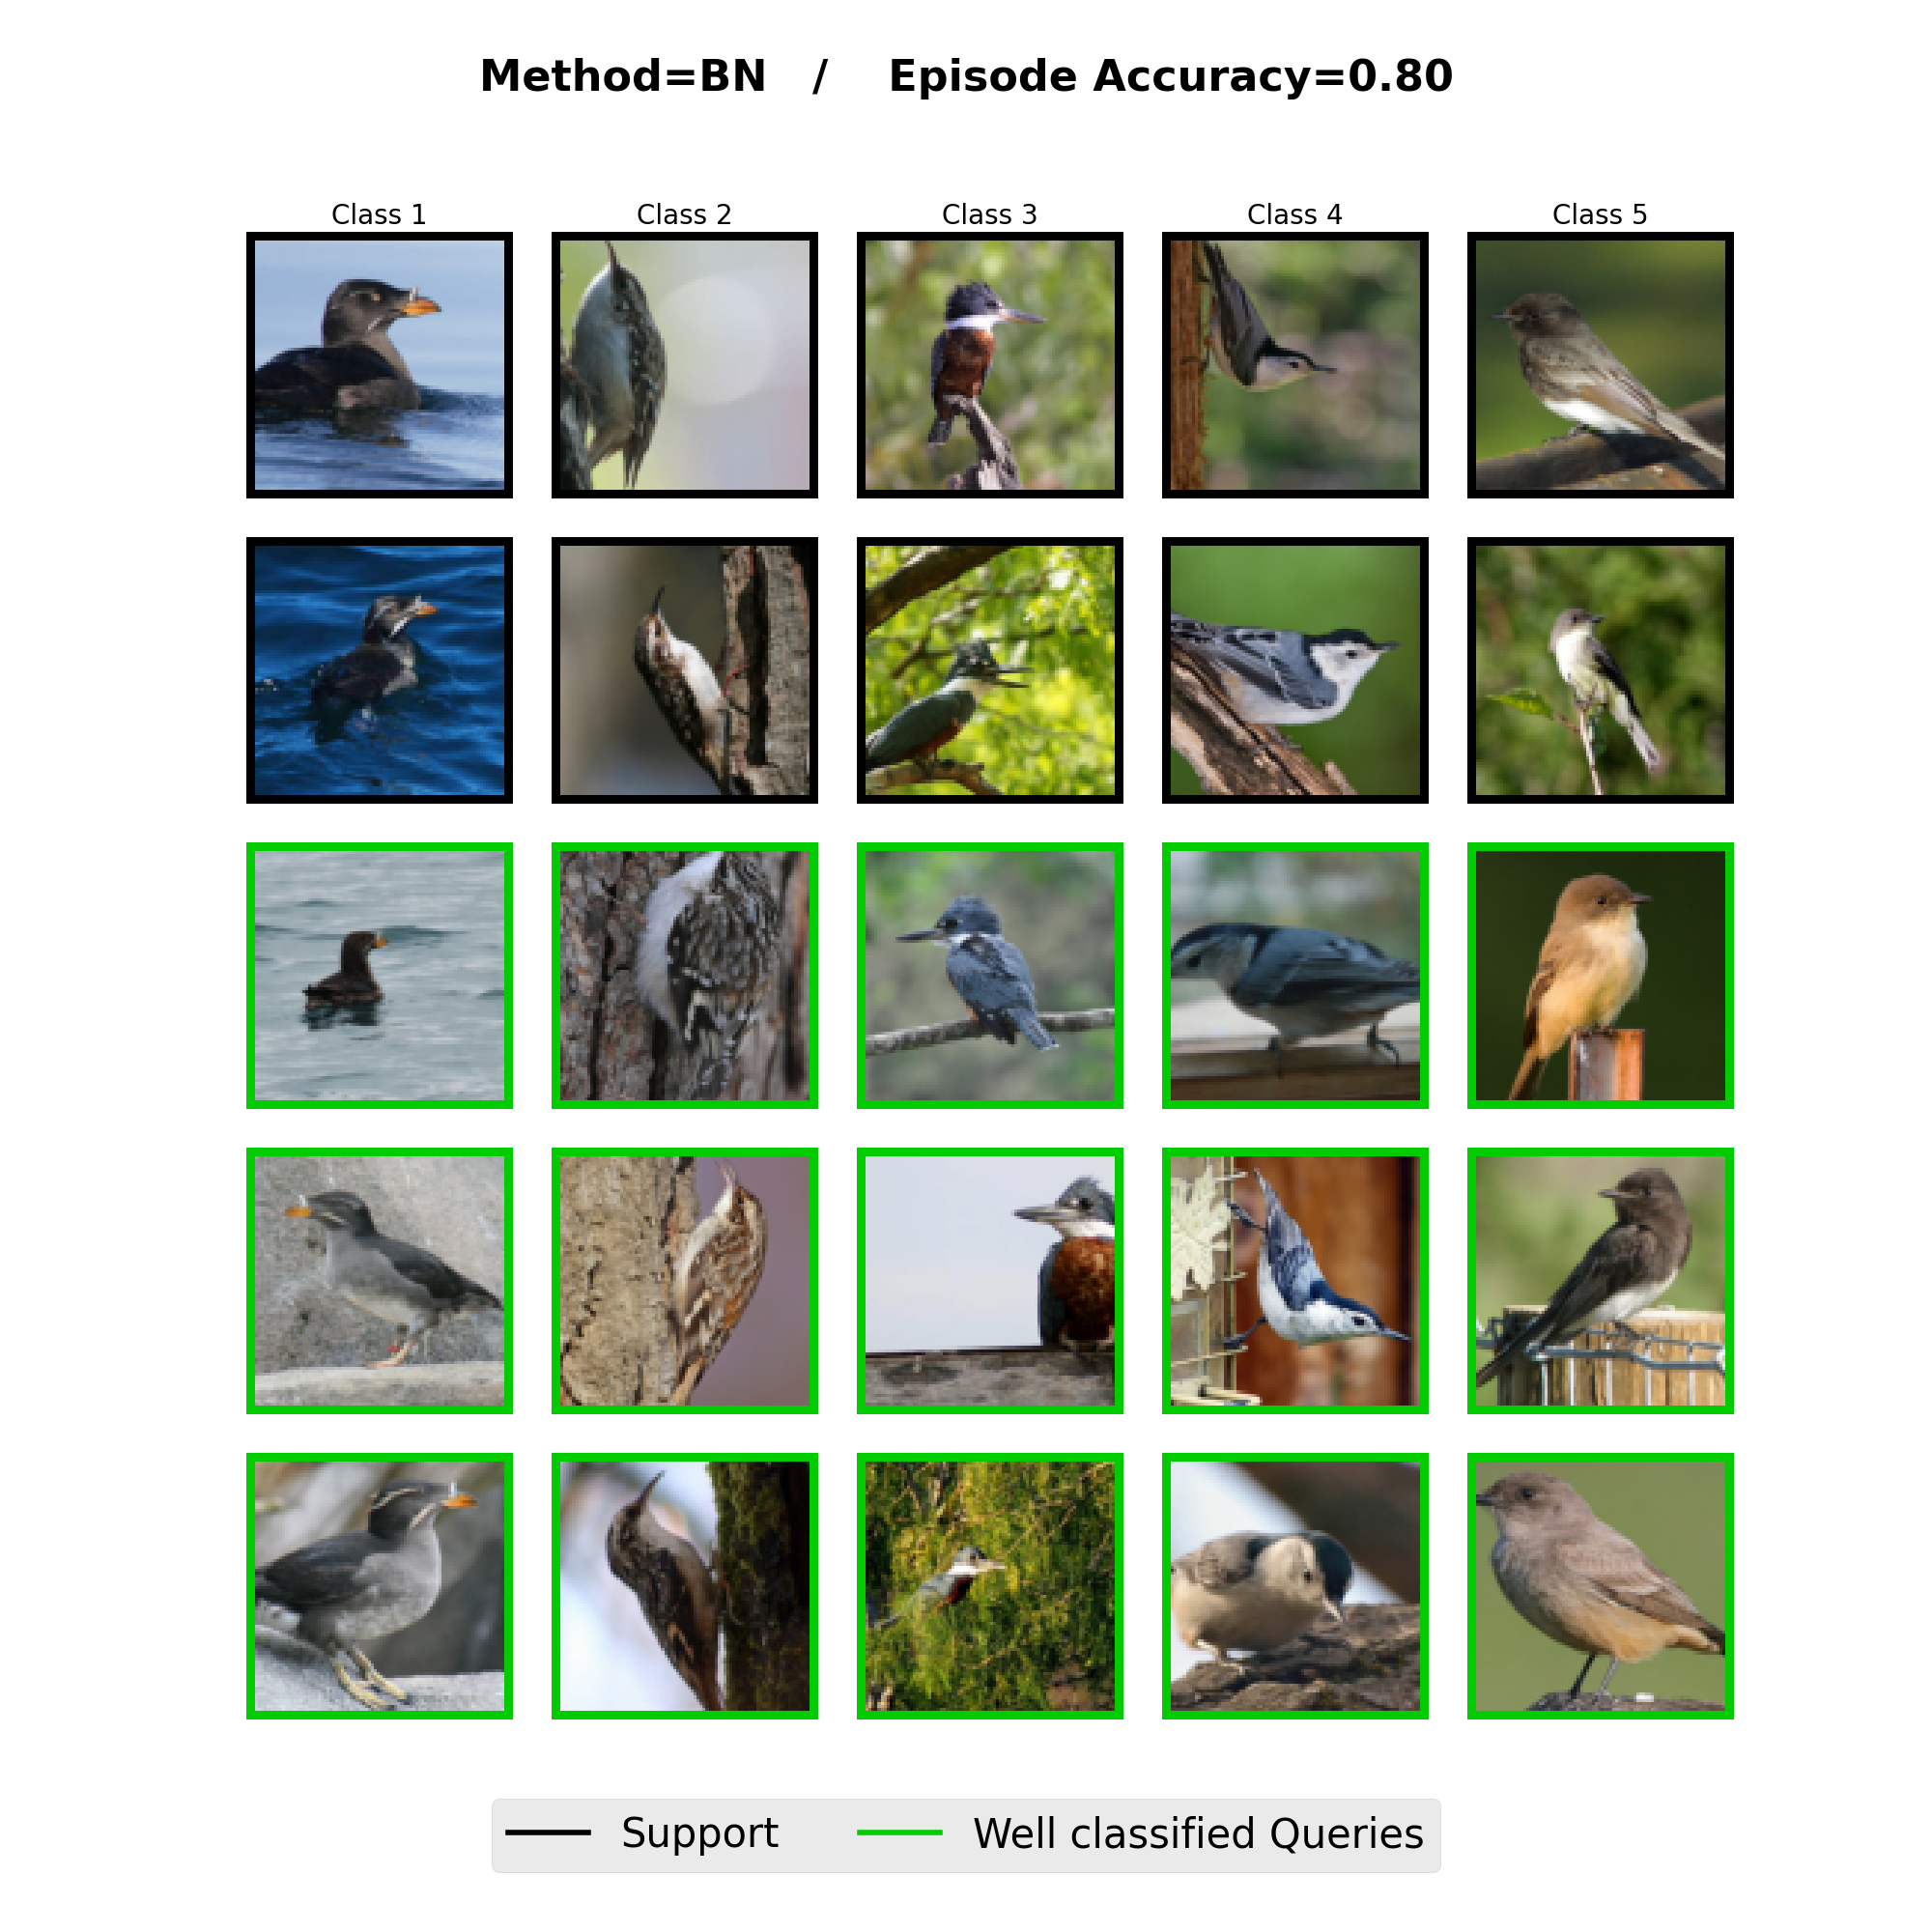 Method=BN / Episode Accuracy=0.80
Class 1 Class 2 Class 3 Class 4 Class 5
Support Well classified Queries